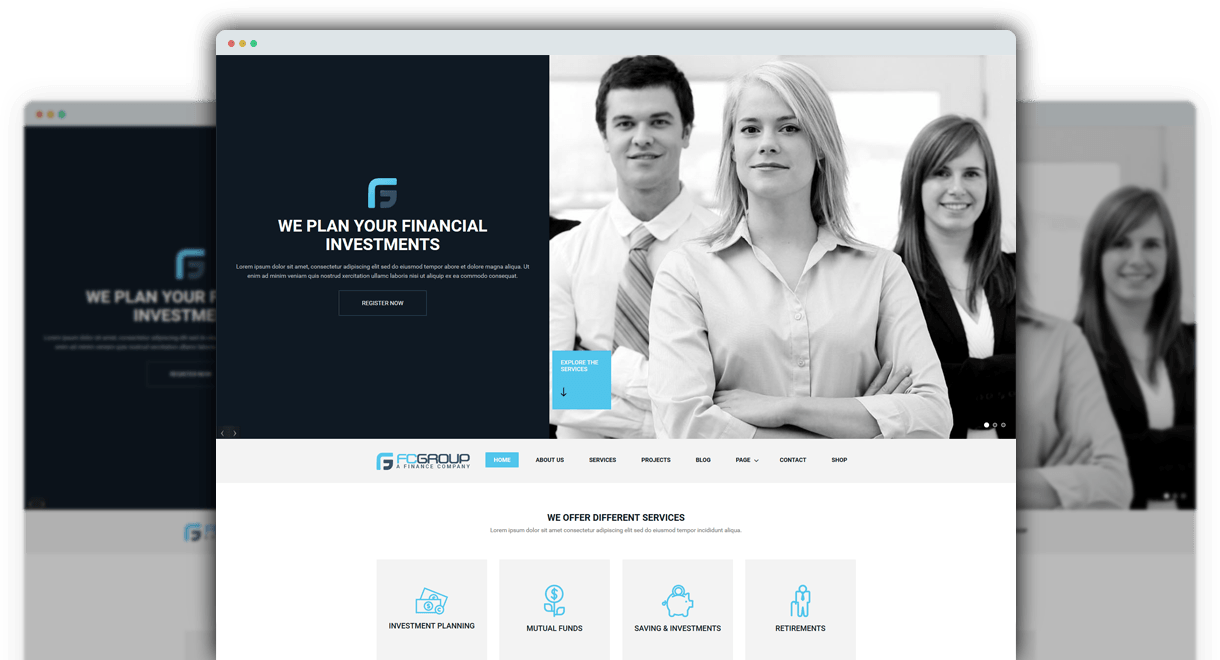 WE PLAN YOUR FINANCIAL
INVESTMENTS
Lorem ipsum dolor sit amet, consectetur adipiscing elit sed do eiusmod tempor abore et dolore magna aliqua. Ut
enim ad minim veniam quis nostrud xercitation ullamc laboris nisi ut aliquip ex ea commodo consequat.
REGISTER NOW
EXPLORE THE
SERVICES
FCGROUP
A FINANCE COMPANY
HOME ABOUT US SERVICES PROJECTS BLOG PAGE CONTACT SHOP
WE OFFER DIFFERENT SERVICES
Lorem ipsum dolor sit amet consectetur adipiscing elit sed do eiusmod tempor incididunt aliqua.
INVESTMENT PLANNING
MUTUAL FUNDS
SAVING & INVESTMENTS
RETIREMENTS
WE PLAN YOUR F
INVESTME
REGISTER NOW